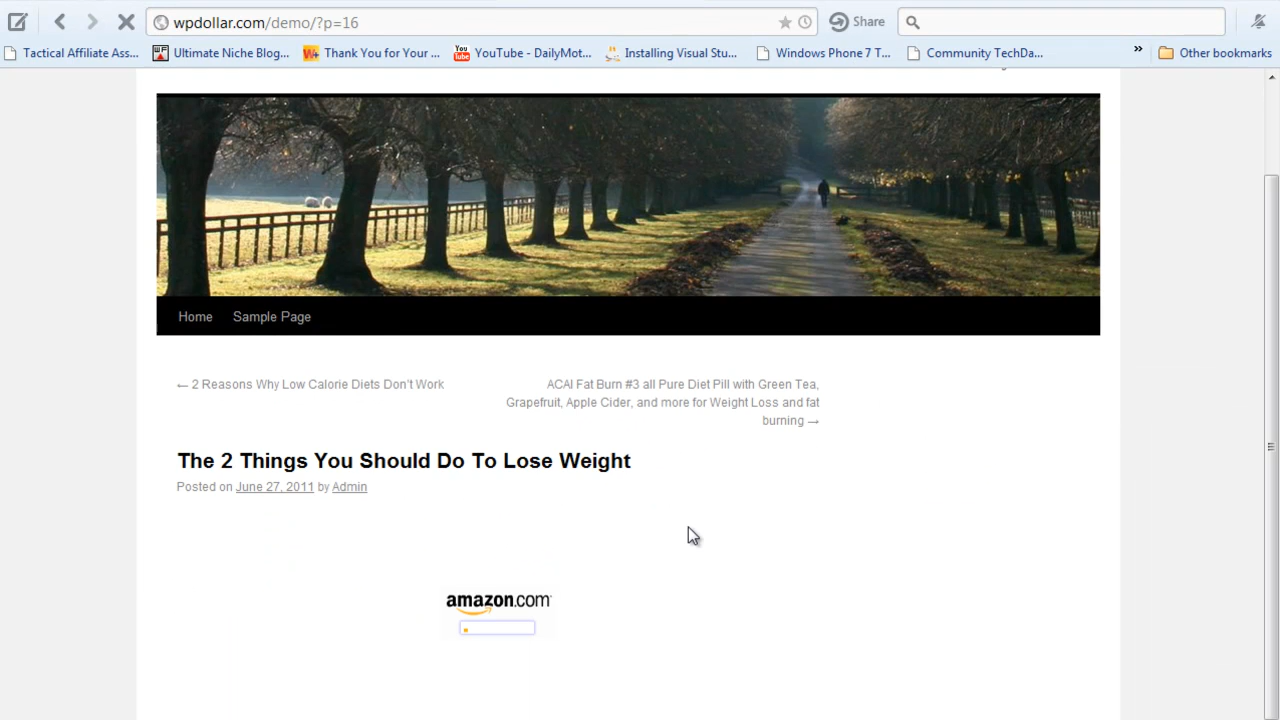 wpdollar.com/demo/?p=16
Share
Tactical Affiliate Ass... Ultimate Niche Blog... Thank You for Your ... YouTube - DailyMot... Installing Visual Stu... Windows Phone 7 T... Community TechDa... » Other bookmarks
Home Sample Page
← 2 Reasons Why Low Calorie Diets Don't Work
ACAI Fat Burn #3 all Pure Diet Pill with Green Tea,
Grapefruit, Apple Cider, and more for Weight Loss and fat
burning →
The 2 Things You Should Do To Lose Weight
Posted on June 27, 2011 by Admin
amazon.com